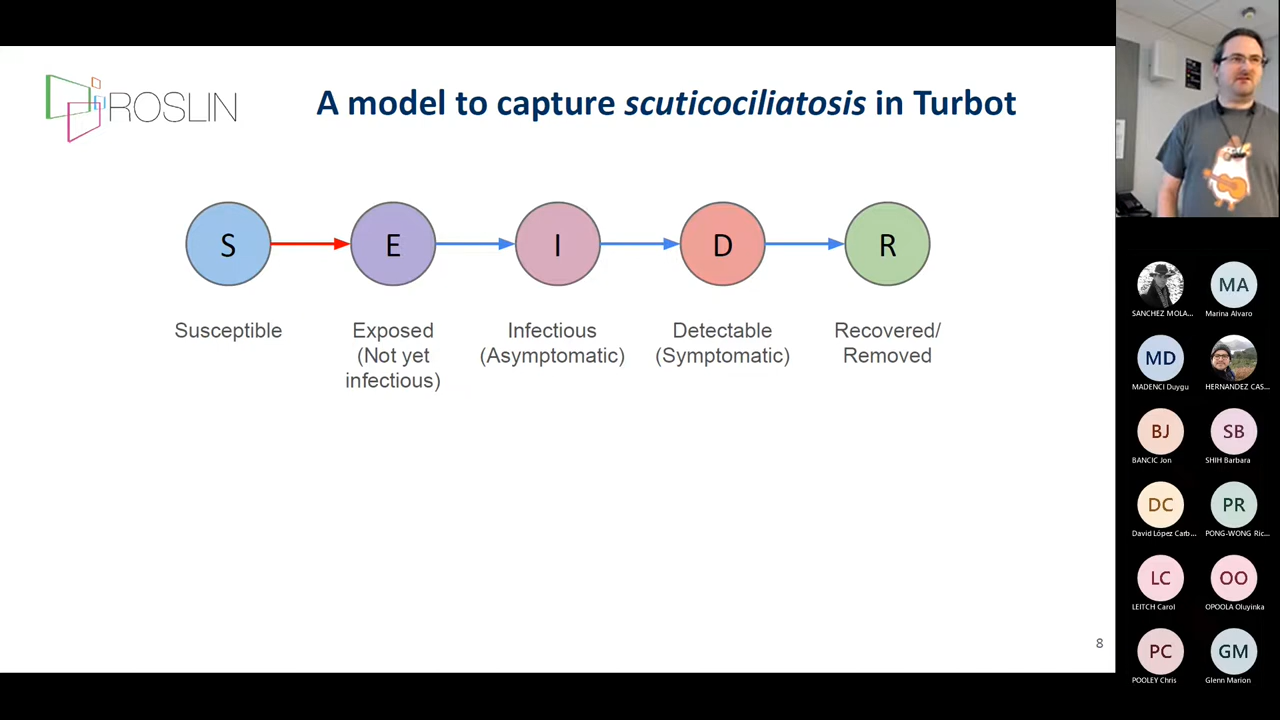 ROSLIN
A model to capture scuticociliatosis in Turbot
S
E
I
D
R
Susceptible
Exposed
(Not yet
infectious)
Infectious
(Asymptomatic)
Detectable
(Symptomatic)
Recovered/
Removed
8
SANCHEZ MOLA...
MA
Marina Alvaro
MD
MADENCI Duygu
HERNANDEZ CAS...
BJ
BANCIC Jon
SB
SHIH Barbara
DC
David López Carb...
PR
PONG-WONG Ric...
LC
LEITCH Carol
OO
OPOOLA Oluyinka
PC
POOLEY Chris
GM
Glenn Marion